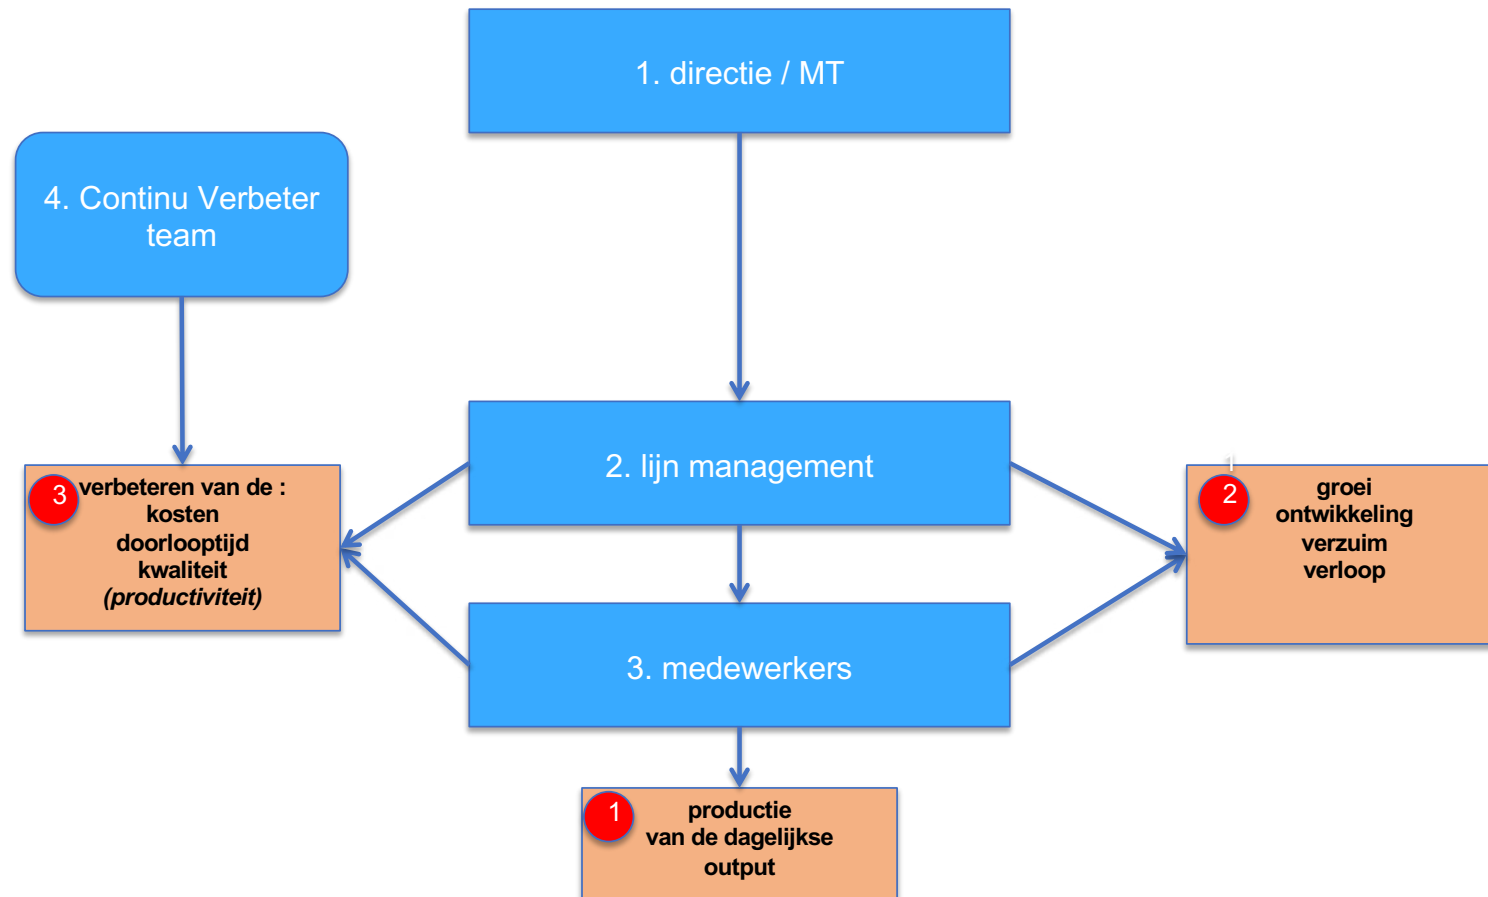 1. directie / MT
4. Continu Verbeter
team
2. lijn management
3
verbeteren van de :
kosten
doorlooptijd
kwaliteit
(productiviteit)
1
2
groei
ontwikkeling
verzuim
verloop
3. medewerkers
1
productie
van de dagelijkse
output